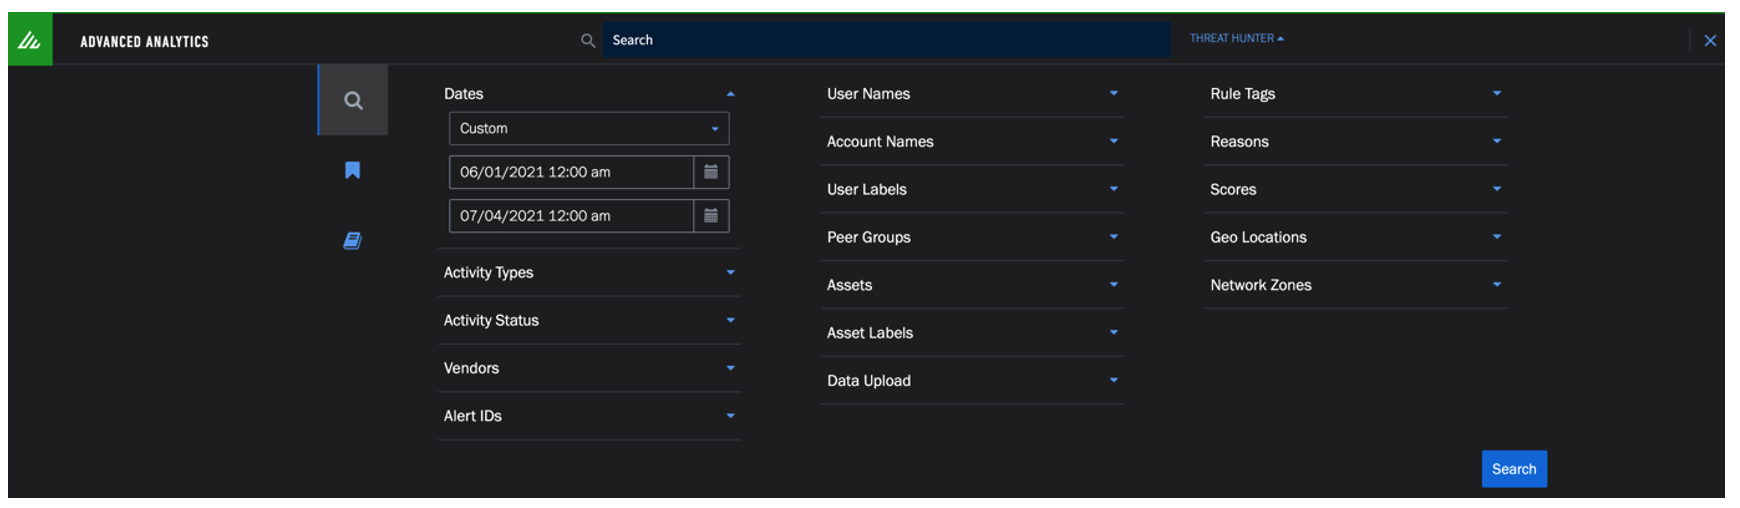 ADVANCED ANALYTICS
Search
THREAT HUNTER
Dates
Custom
06/01/2021 12:00 am
07/04/2021 12:00 am
Activity Types
Activity Status
Vendors
Alert IDs
User Names
Account Names
User Labels
Peer Groups
Assets
Asset Labels
Data Upload
Rule Tags
Reasons
Scores
Geo Locations
Network Zones
Search